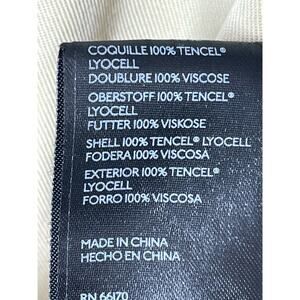 COQUILLE 100% TENCEL®
LYOCELL
DOUBLURE 100% VISCOSE
OBERSTOFF 100% TENCEL®
LYOCELL
FUTTER 100% VISKOSE
SHELL 100% TENCEL® LYOCELL
FODERA 100% VISCOSA
EXTERIOR 100% TENCEL®
LYOCELL
FORRO 100% VISCOSA
MADE IN CHINA
HECHO EN CHINA
RN 66170